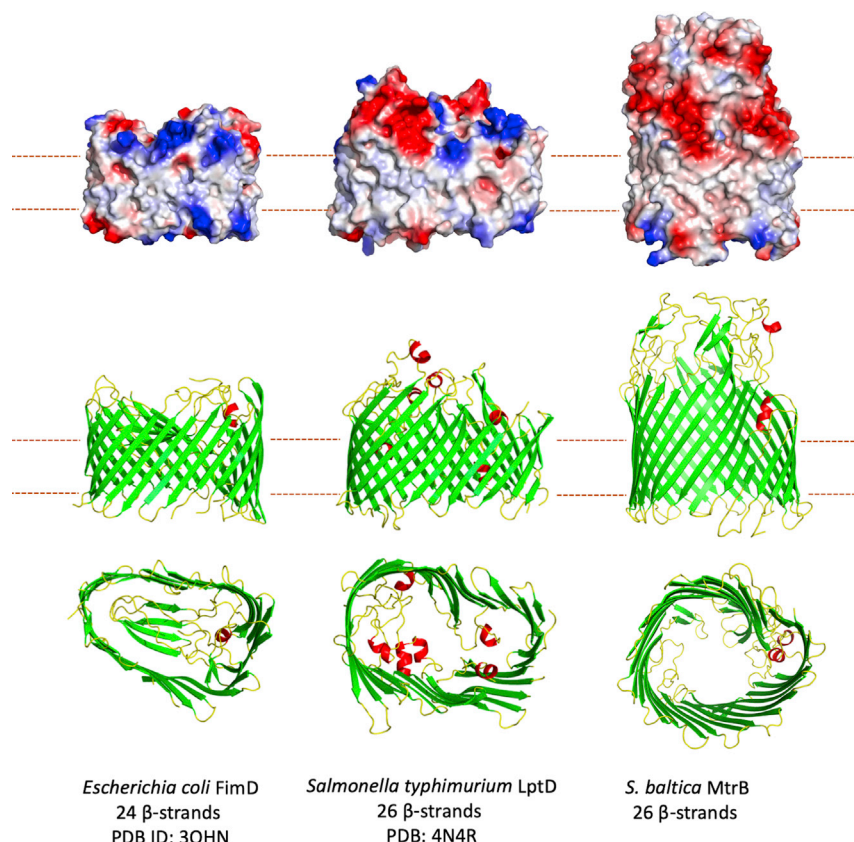 Escherichia coli FimD
24 β-strands
PDB ID: 3OHN
Salmonella typhimurium LptD
26 β-strands
PDB: 4N4R
S. baltica MtrB
26 β-strands